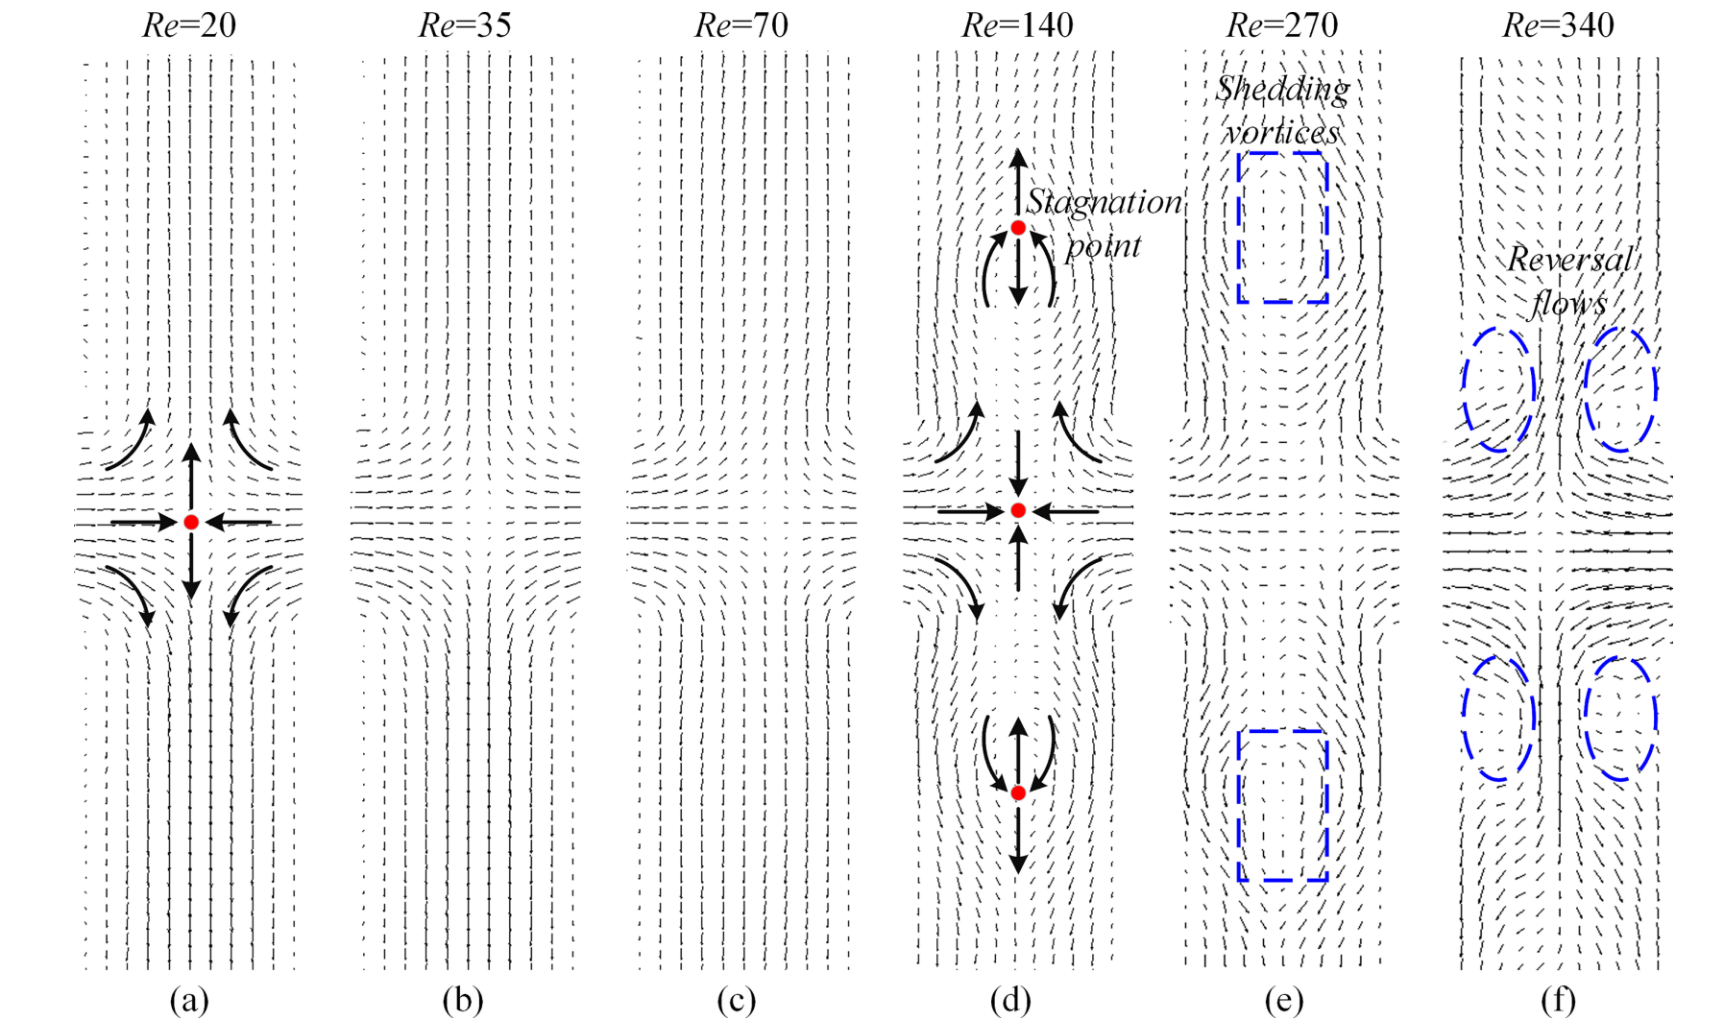 Re=20
Re=35
Re=70
Re=140
Re=270
Re=340
Shedding
vortices
Stagnation
point
Reversal
flows
(a)
(b)
(c)
(d)
(e)
(f)